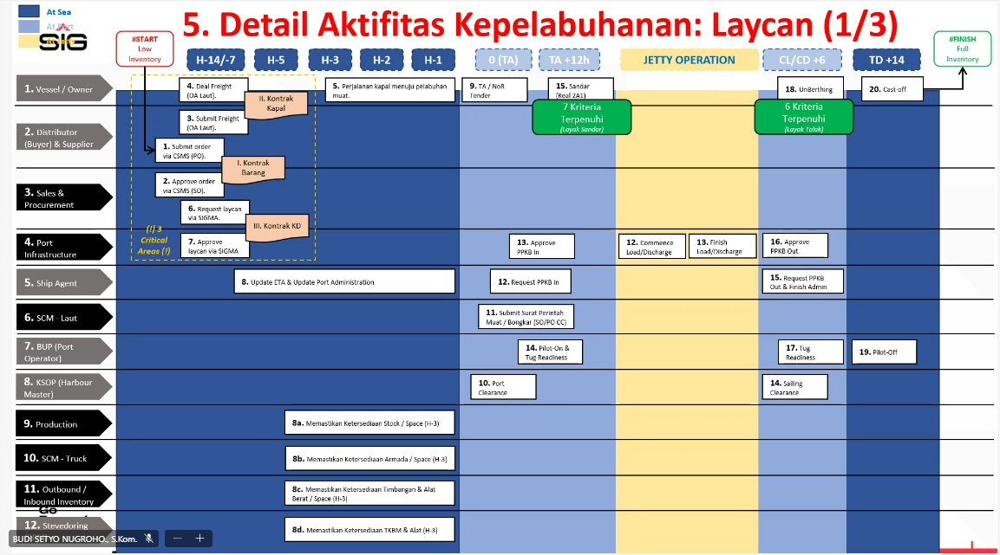 At Sea
At Port
SIG
5. Detail Aktifitas Kepelabuhanan: Laycan (1/3)
#START
Low
Inventory
#FINISH
Full
Inventory
H-14/-7
H-5
H-3
H-2
H-1
0 (TA)
TA +12h
JETTY OPERATION
CL/CD +6
TD +14
1. Vessel / Owner
4. Deal Freight
(OA Laut).
II. Kontrak
Kapal
5. Perjalanan kapal menuju pelabuhan
muat.
9. TA / NoR
Tender
15. Sandar
(Real 2A1)
18. UnBerthing
20. Cast-off
7 Kriteria
Terpenuhi
(Layak Sandar)
6 Kriteria
Terpenuhi
(Layak Tolak)
2. Distributor
(Buyer) & Supplier
3. Submit Freight
(OA Laut).
1. Submit order
via CSMS (PO).
I. Kontrak
Barang
3. Sales &
Procurement
2. Approve order
via CSMS (SO).
6. Request laycan
via SIGMA.
III. Kontrak KD
(!) 3
Critical
Areas (!)
4. Port
Infrastructure
7. Approve
laycan via SIGMA
13. Approve
PPKB In
12. Commence
Load/Discharge
13. Finish
Load/Discharge
16. Approve
PPKB Out
5. Ship Agent
8. Update ETA & Update Port Administration
12. Request PPKB In
15. Request PPKB
Out & Finish Admin
6. SCM - Laut
11. Submit Surat Perintah
Muat / Bongkar (SO/PO CC)
7. BUP (Port
Operator)
14. Pilot-On &
Tug Readiness
17. Tug
Readiness
19. Pilot-Off
8. KSOP (Harbour
Master)
10. Port
Clearance
14. Sailing
Clearance
9. Production
8a. Memastikan Ketersediaan Stock / Space (H-3)
10. SCM - Truck
8b. Memastikan Ketersediaan Armada / Space (H-3)
11. Outbound /
Inbound Inventory
8c. Memastikan Ketersediaan Timbangan & Alat
Berat / Space (H-3)
Go
12. Stevedoring
8d. Memastikan Ketersediaan TKBM & Alat (H-3)
BUDI SETYO NUGROHO., S.Kom.